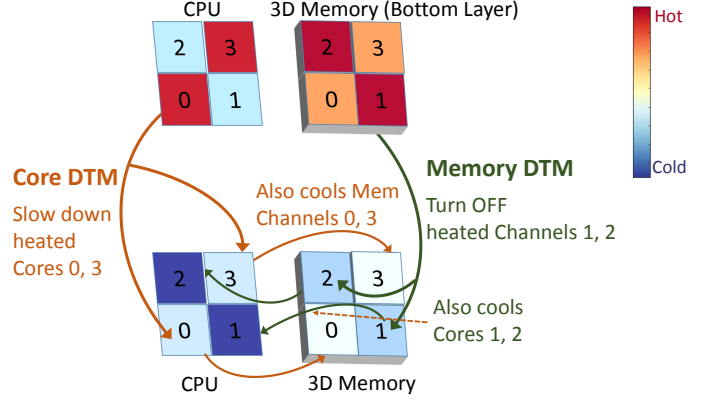 CPU
3D Memory (Bottom Layer)
Hot
2 3
2 3
0 1
0 1
Cold
Core DTM
Memory DTM
Also cools Mem
Channels 0, 3
Slow down
heated
Cores 0, 3
Turn OFF
heated Channels 1, 2
2 3
2 3
0 1
0 1
Also cools
Cores 1, 2
CPU
3D Memory